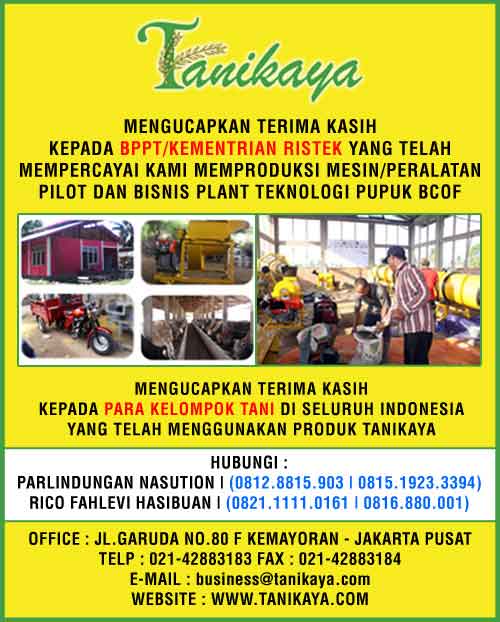 Tanikaya
MENGUCAPKAN TERIMA KASIH
KEPADA BPPT/KEMENTRIAN RISTEK YANG TELAH
MEMPERCAYAI KAMI MEMPRODUKSI MESIN/PERALATAN
PILOT DAN BISNIS PLANT TEKNOLOGI PUPUK BCOF
MENGUCAPKAN TERIMA KASIH
KEPADA PARA KELOMPOK TANI DI SELURUH INDONESIA
YANG TELAH MENGGUNAKAN PRODUK TANIKAYA
HUBUNGI :
PARLINDUNGAN NASUTION | (0812.8815.903 | 0815.1923.3394)
RICO FAHLEVI HASIBUAN | (0821.1111.0161 | 0816.880.001)
OFFICE : JL.GARUDA NO.80 F KEMAYORAN - JAKARTA PUSAT
TELP : 021-42883183 FAX : 021-42883184
E-MAIL : business@tanikaya.com
WEBSITE : WWW.TANIKAYA.COM